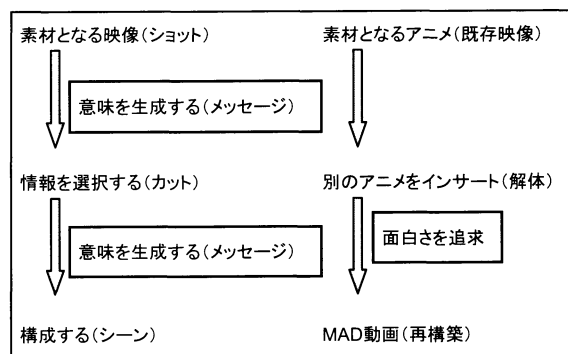 素材となる映像(ショット)
素材となるアニメ(既存映像)
意味を生成する(メッセージ)
情報を選択する(カット)
別のアニメをインサート(解体)
意味を生成する(メッセージ)
面白さを追求
構成する(シーン)
MAD動画(再構築)